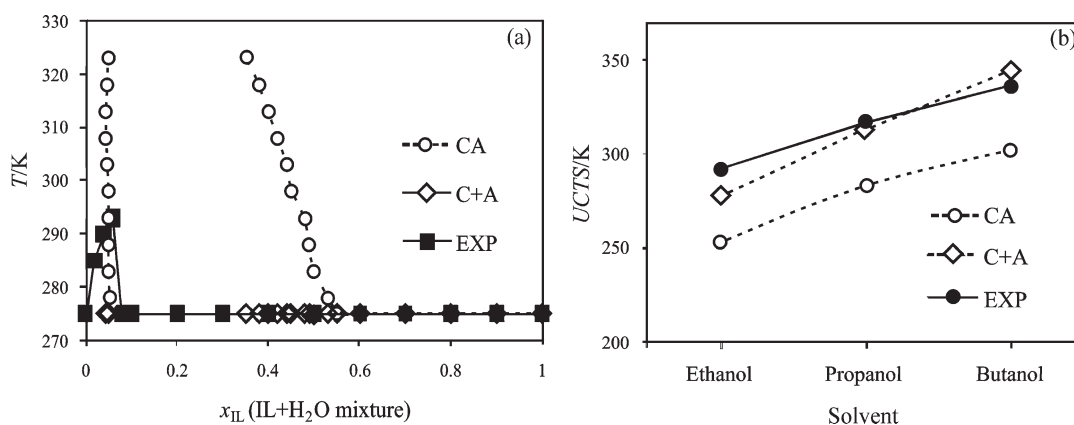 330
320
310
300
290
280
270
T/K
0
0.2
0.4
0.6
0.8
1
xIL (IL+H2O mixture)
(a)
CA
C+A
EXP
350
300
250
200
UCTS/K
Ethanol
Propanol
Butanol
Solvent
(b)
CA
C+A
EXP